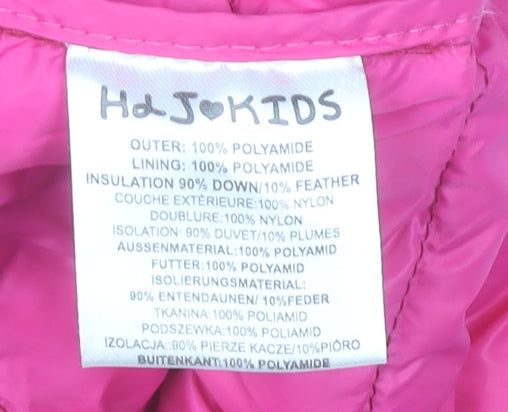 H&J♥KIDS
OUTER: 100% POLYAMIDE
LINING: 100% POLYAMIDE
INSULATION 90% DOWN/10% FEATHER
COUCHE EXTÉRIEURE:100% NYLON
DOUBLURE:100% NYLON
ISOLATION: 90% DUVET/10% PLUMES
AUSSENMATERIAL:100% POLYAMID
FUTTER:100% POLYAMID
ISOLIERUNGSMATERIAL:
90% ENTENDAUNEN/ 10%FEDER
TKANINA:100% POLIAMID
PODSZEWKA:100% POLIAMID
IZOLACJA:,90% PIERZE KACZE/10%PIÓRO
BUITENKANT:100% POLYAMIDE